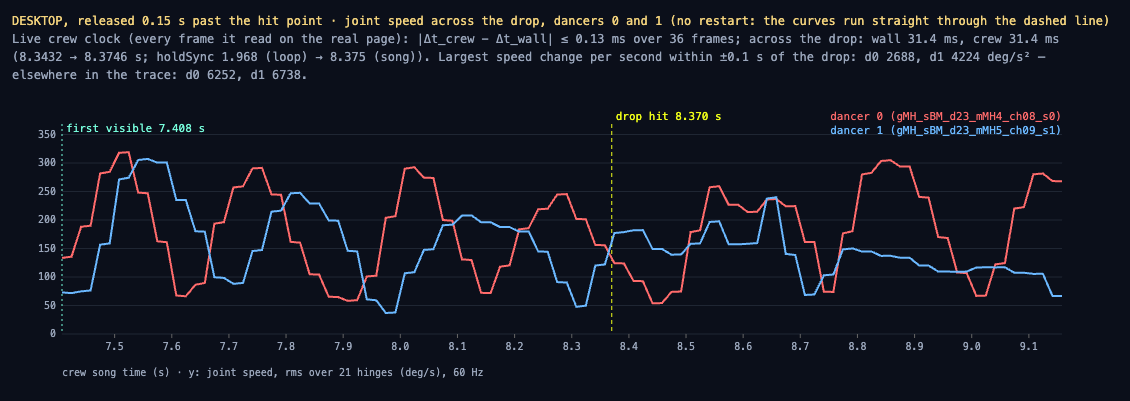 DESKTOP, released 0.15 s past the hit point · joint speed across the drop, dancers 0 and 1 (no restart: the curves run straight through the dashed line)
Live crew clock (every frame it read on the real page): |Δt_crew − Δt_wall| ≤ 0.13 ms over 36 frames; across the drop: wall 31.4 ms, crew 31.4 ms
(8.3432 → 8.3746 s; holdSync 1.968 (loop) → 8.375 (song)). Largest speed change per second within ±0.1 s of the drop: d0 2688, d1 4224 deg/s² —
elsewhere in the trace: d0 6252, d1 6738.
drop hit 8.370 s
dancer 0 (gMH_sBM_d23_mMH4_ch08_s0)
first visible 7.408 s
dancer 1 (gMH_sBM_d23_mMH5_ch09_s1)
350
300
250
200
150
100
50
0
7.5 7.6 7.7 7.8 7.9 8.0 8.1 8.2 8.3 8.4 8.5 8.6 8.7 8.8 8.9 9.0 9.1
crew song time (s) · y: joint speed, rms over 21 hinges (deg/s), 60 Hz